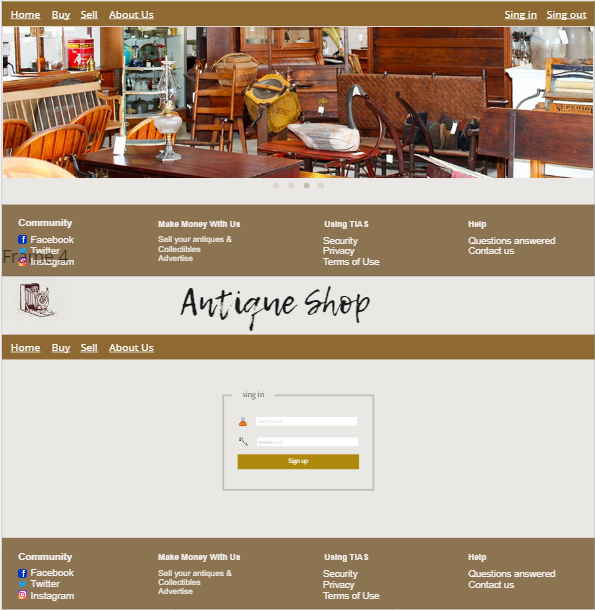 Home Buy Sell About Us Sing in Sing out
SUPERIOR
Community Make Money With Us Using TIAS Help
Facebook Sell your antiques & Security Questions answered
Twitter Collectibles Privacy Contact us
Instagram Advertise Terms of Use
Frame 4
Antique Shop
Home Buy Sell About Us
sing in
username
password
Sign up
Community Make Money With Us Using TIAS Help
Facebook Sell your antiques & Security Questions answered
Twitter Collectibles Privacy Contact us
Instagram Advertise Terms of Use